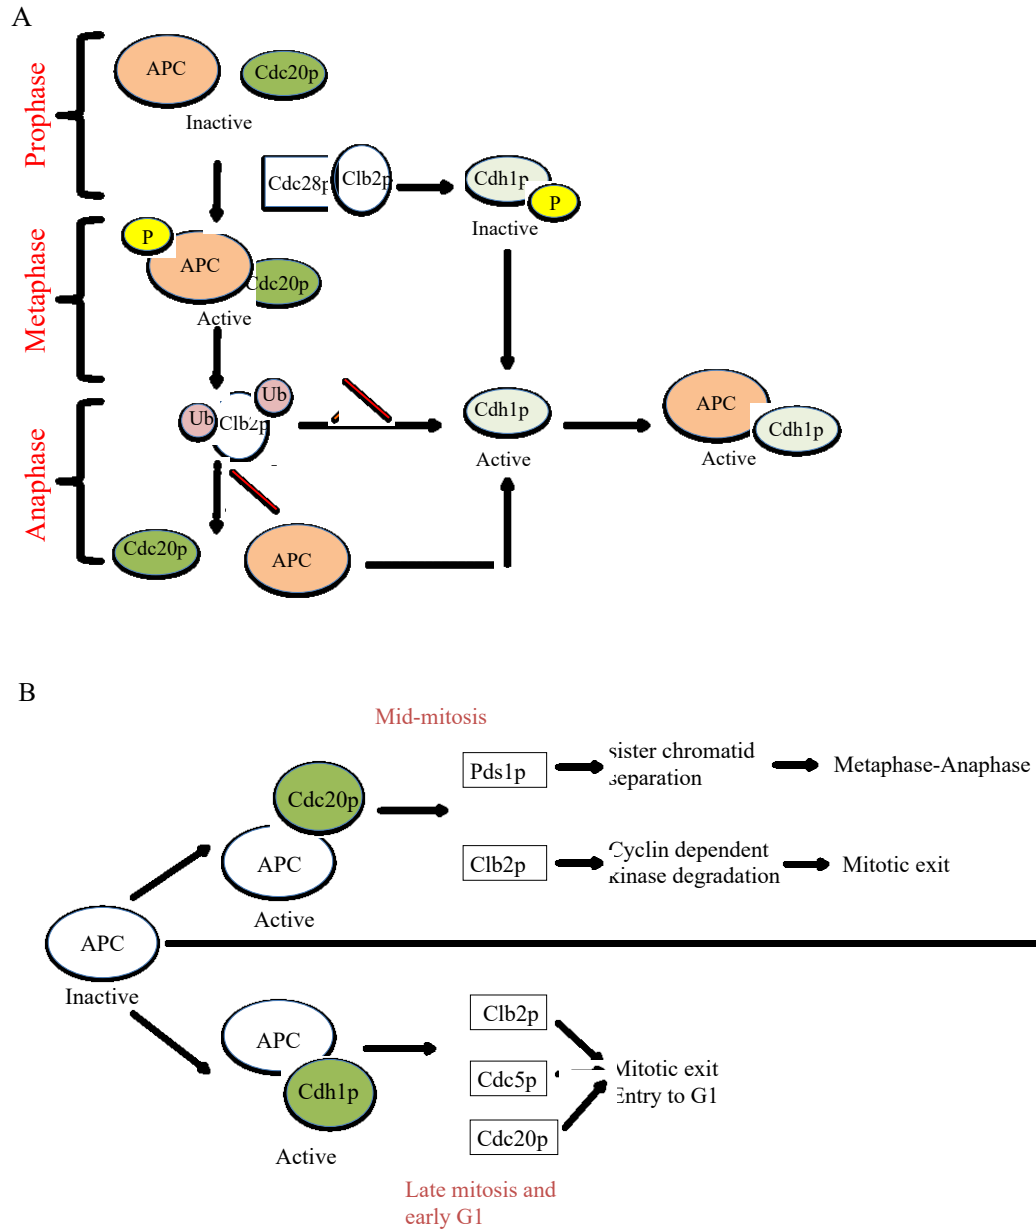 A
Prophase
APC
Cdc20p
Inactive
Cdc28p
Clb2p
Cdh1p
P
Inactive
Metaphase
P
APC
Cdc20p
Active
Anaphase
Ub
Clb2p
Ub
Cdh1p
Active
APC
Cdh1p
Active
Cdc20p
APC
B
Mid-mitosis
Cdc20p
APC
Active
Pds1p
sister chromatid
separation
Metaphase-Anaphase
Clb2p
Cyclin dependent
kinase degradation
Mitotic exit
APC
Inactive
APC
Cdh1p
Active
Clb2p
Cdc5p
Cdc20p
Mitotic exit
Entry to G1
Late mitosis and
early G1